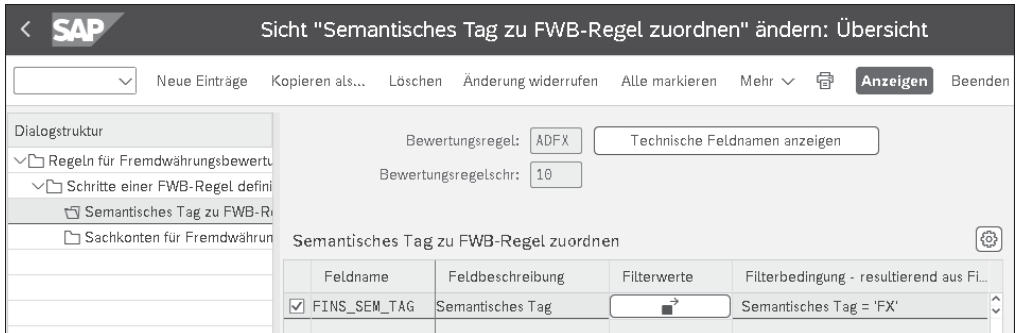 SAP Sicht "Semantisches Tag zu FWB-Regel zuordnen" ändern: Übersicht
Neue Einträge Kopieren als... Löschen Änderung widerrufen Alle markieren Mehr Anzeigen Beenden
Dialogstruktur
Regeln für Fremdwährungsbewertu
Schritte einer FWB-Regel defini
Semantisches Tag zu FWB-R
Sachkonten für Fremdwährun
Bewertungsregel: ADFX Technische Feldnamen anzeigen
Bewertungsregelschr: 10
Semantisches Tag zu FWB-Regel zuordnen
Feldname Feldbeschreibung Filterwerte Filterbedingung - resultierend aus Fi...
FINS_SEM_TAG Semantisches Tag Semantisches Tag = 'FX'